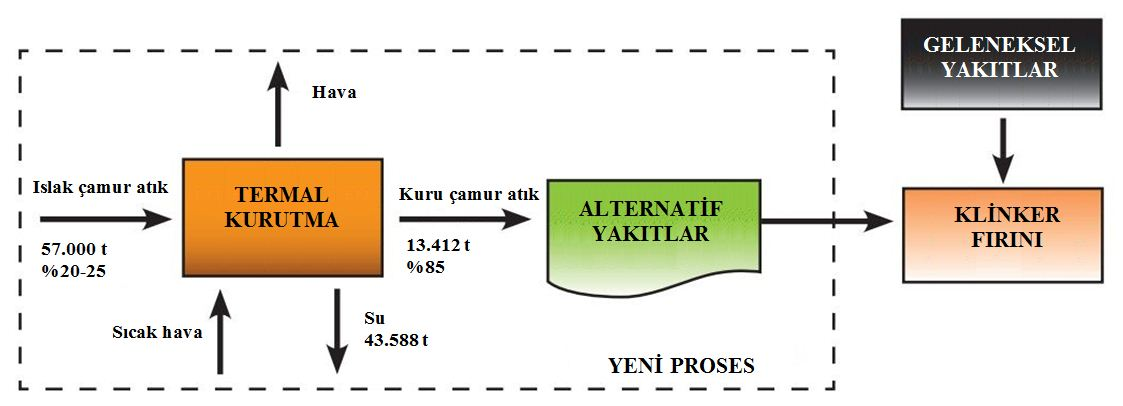 GELENEKSEL
YAKITLAR
Hava
Islak çamur atık
57.000 t
%20-25
TERMAL
KURUTMA
Kuru çamur atık
13.412 t
%85
ALTERNATİF
YAKITLAR
KLİNKER
FIRINI
Sıcak hava
Su
43.588 t
YENİ PROSES